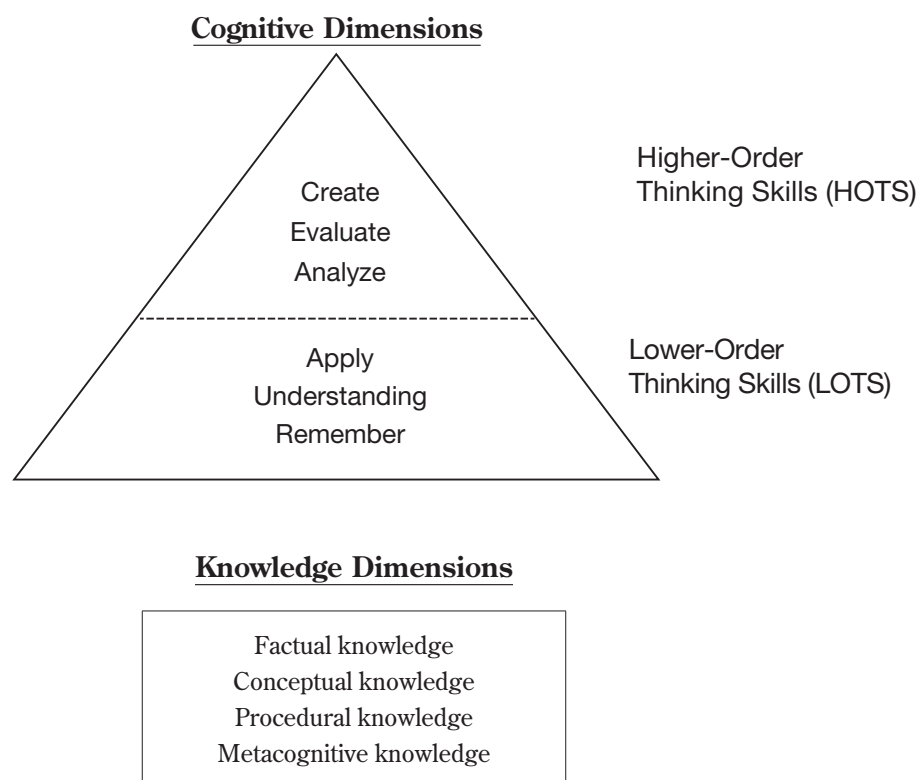 Cognitive Dimensions
Higher-Order
Thinking Skills (HOTS)
Create
Evaluate
Analyze
Lower-Order
Thinking Skills (LOTS)
Apply
Understanding
Remember
Knowledge Dimensions
Factual knowledge
Conceptual knowledge
Procedural knowledge
Metacognitive knowledge